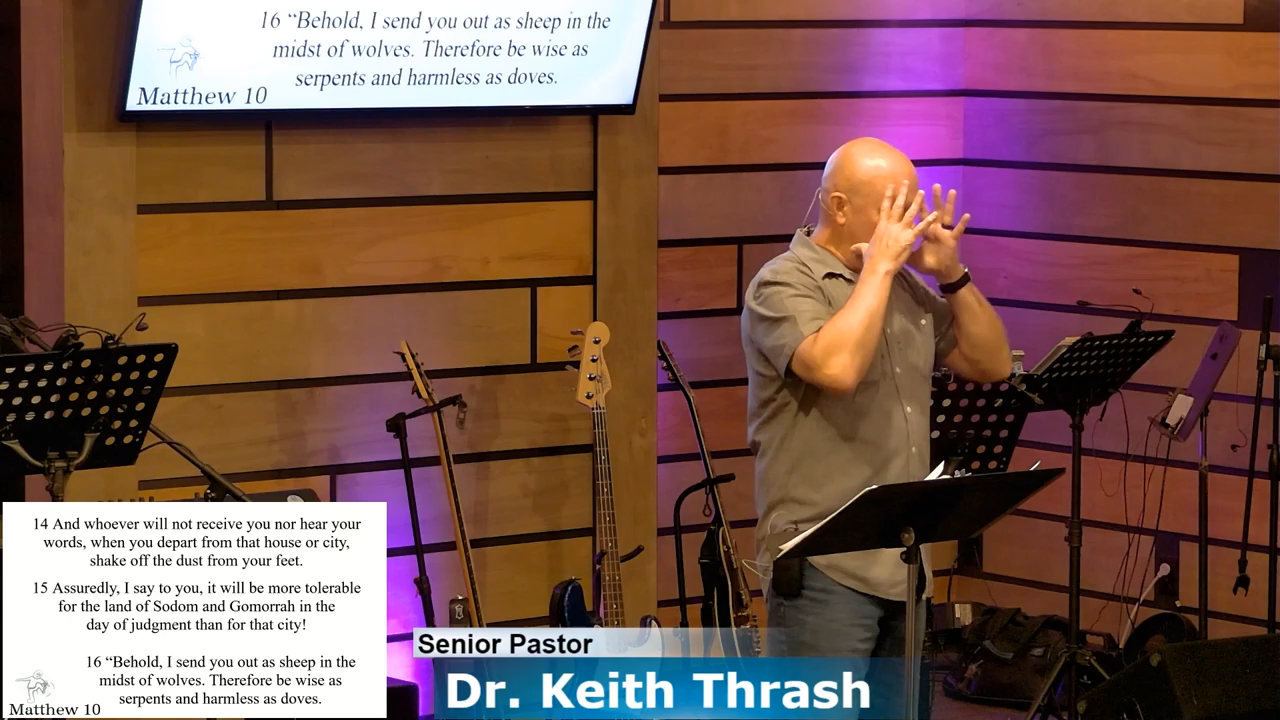 16 “Behold, I send you out as sheep in the
midst of wolves. Therefore be wise as
serpents and harmless as doves.
Matthew 10
14 And whoever will not receive you nor hear your
words, when you depart from that house or city,
shake off the dust from your feet.
15 Assuredly, I say to you, it will be more tolerable
for the land of Sodom and Gomorrah in the
day of judgment than for that city!
16 “Behold, I send you out as sheep in the
midst of wolves. Therefore be wise as
serpents and harmless as doves.
Matthew 10
Senior Pastor
Dr. Keith Thrash